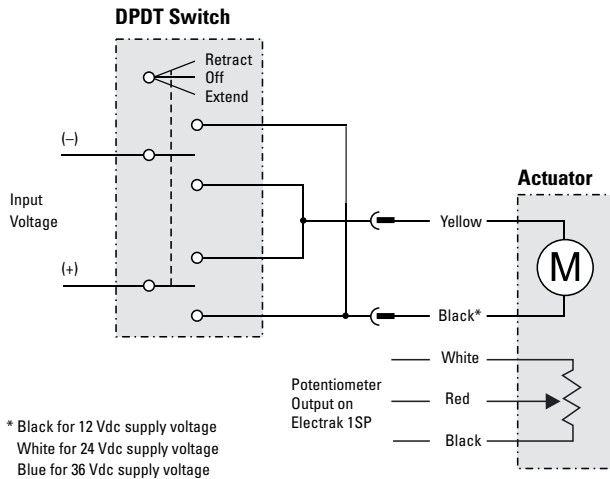 DPDT Switch
Retract
Off
Extend
(–)
Input
Voltage
(+)
Actuator
Yellow
M
Black*
White
Potentiometer
Output on
Electrak 1SP
Red
Black
* Black for 12 Vdc supply voltage
White for 24 Vdc supply voltage
Blue for 36 Vdc supply voltage